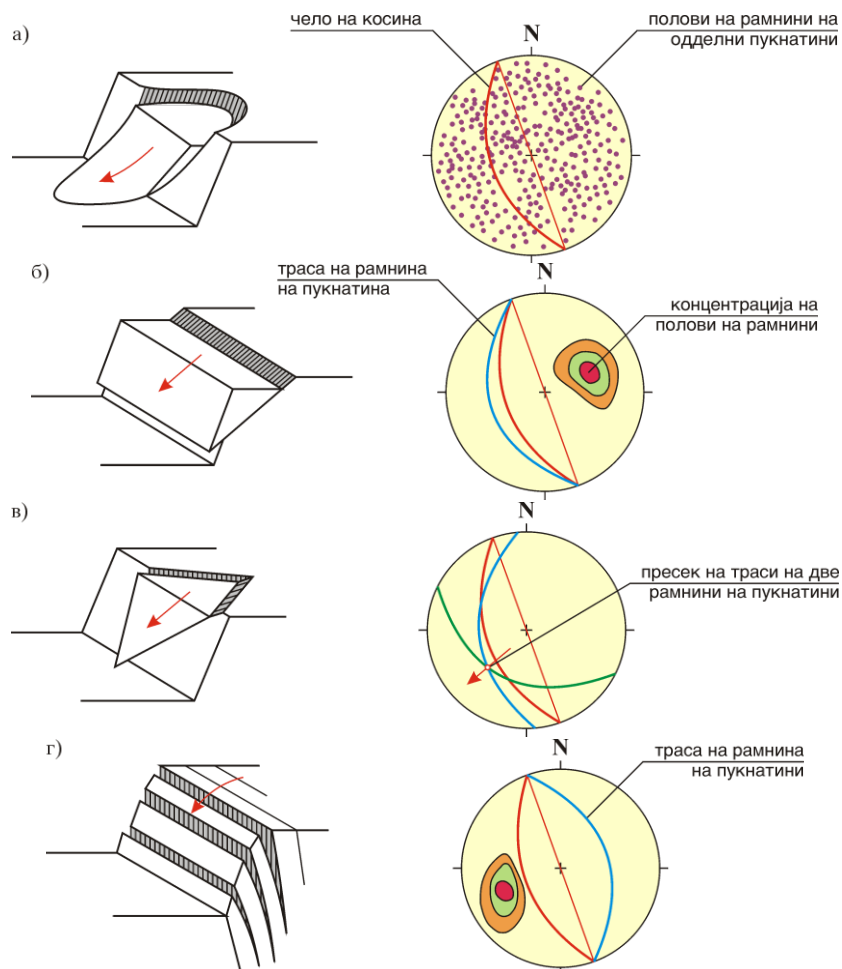 а)
чело на косина
N
полови на рамнини на
одделни пукнатини
б)
траса на рамнина
на пукнатина
N
концентрација на
полови на рамнини
в)
N
пресек на траси на две
рамнини на пукнатини
г)
N
траса на рамнина
на пукнатини